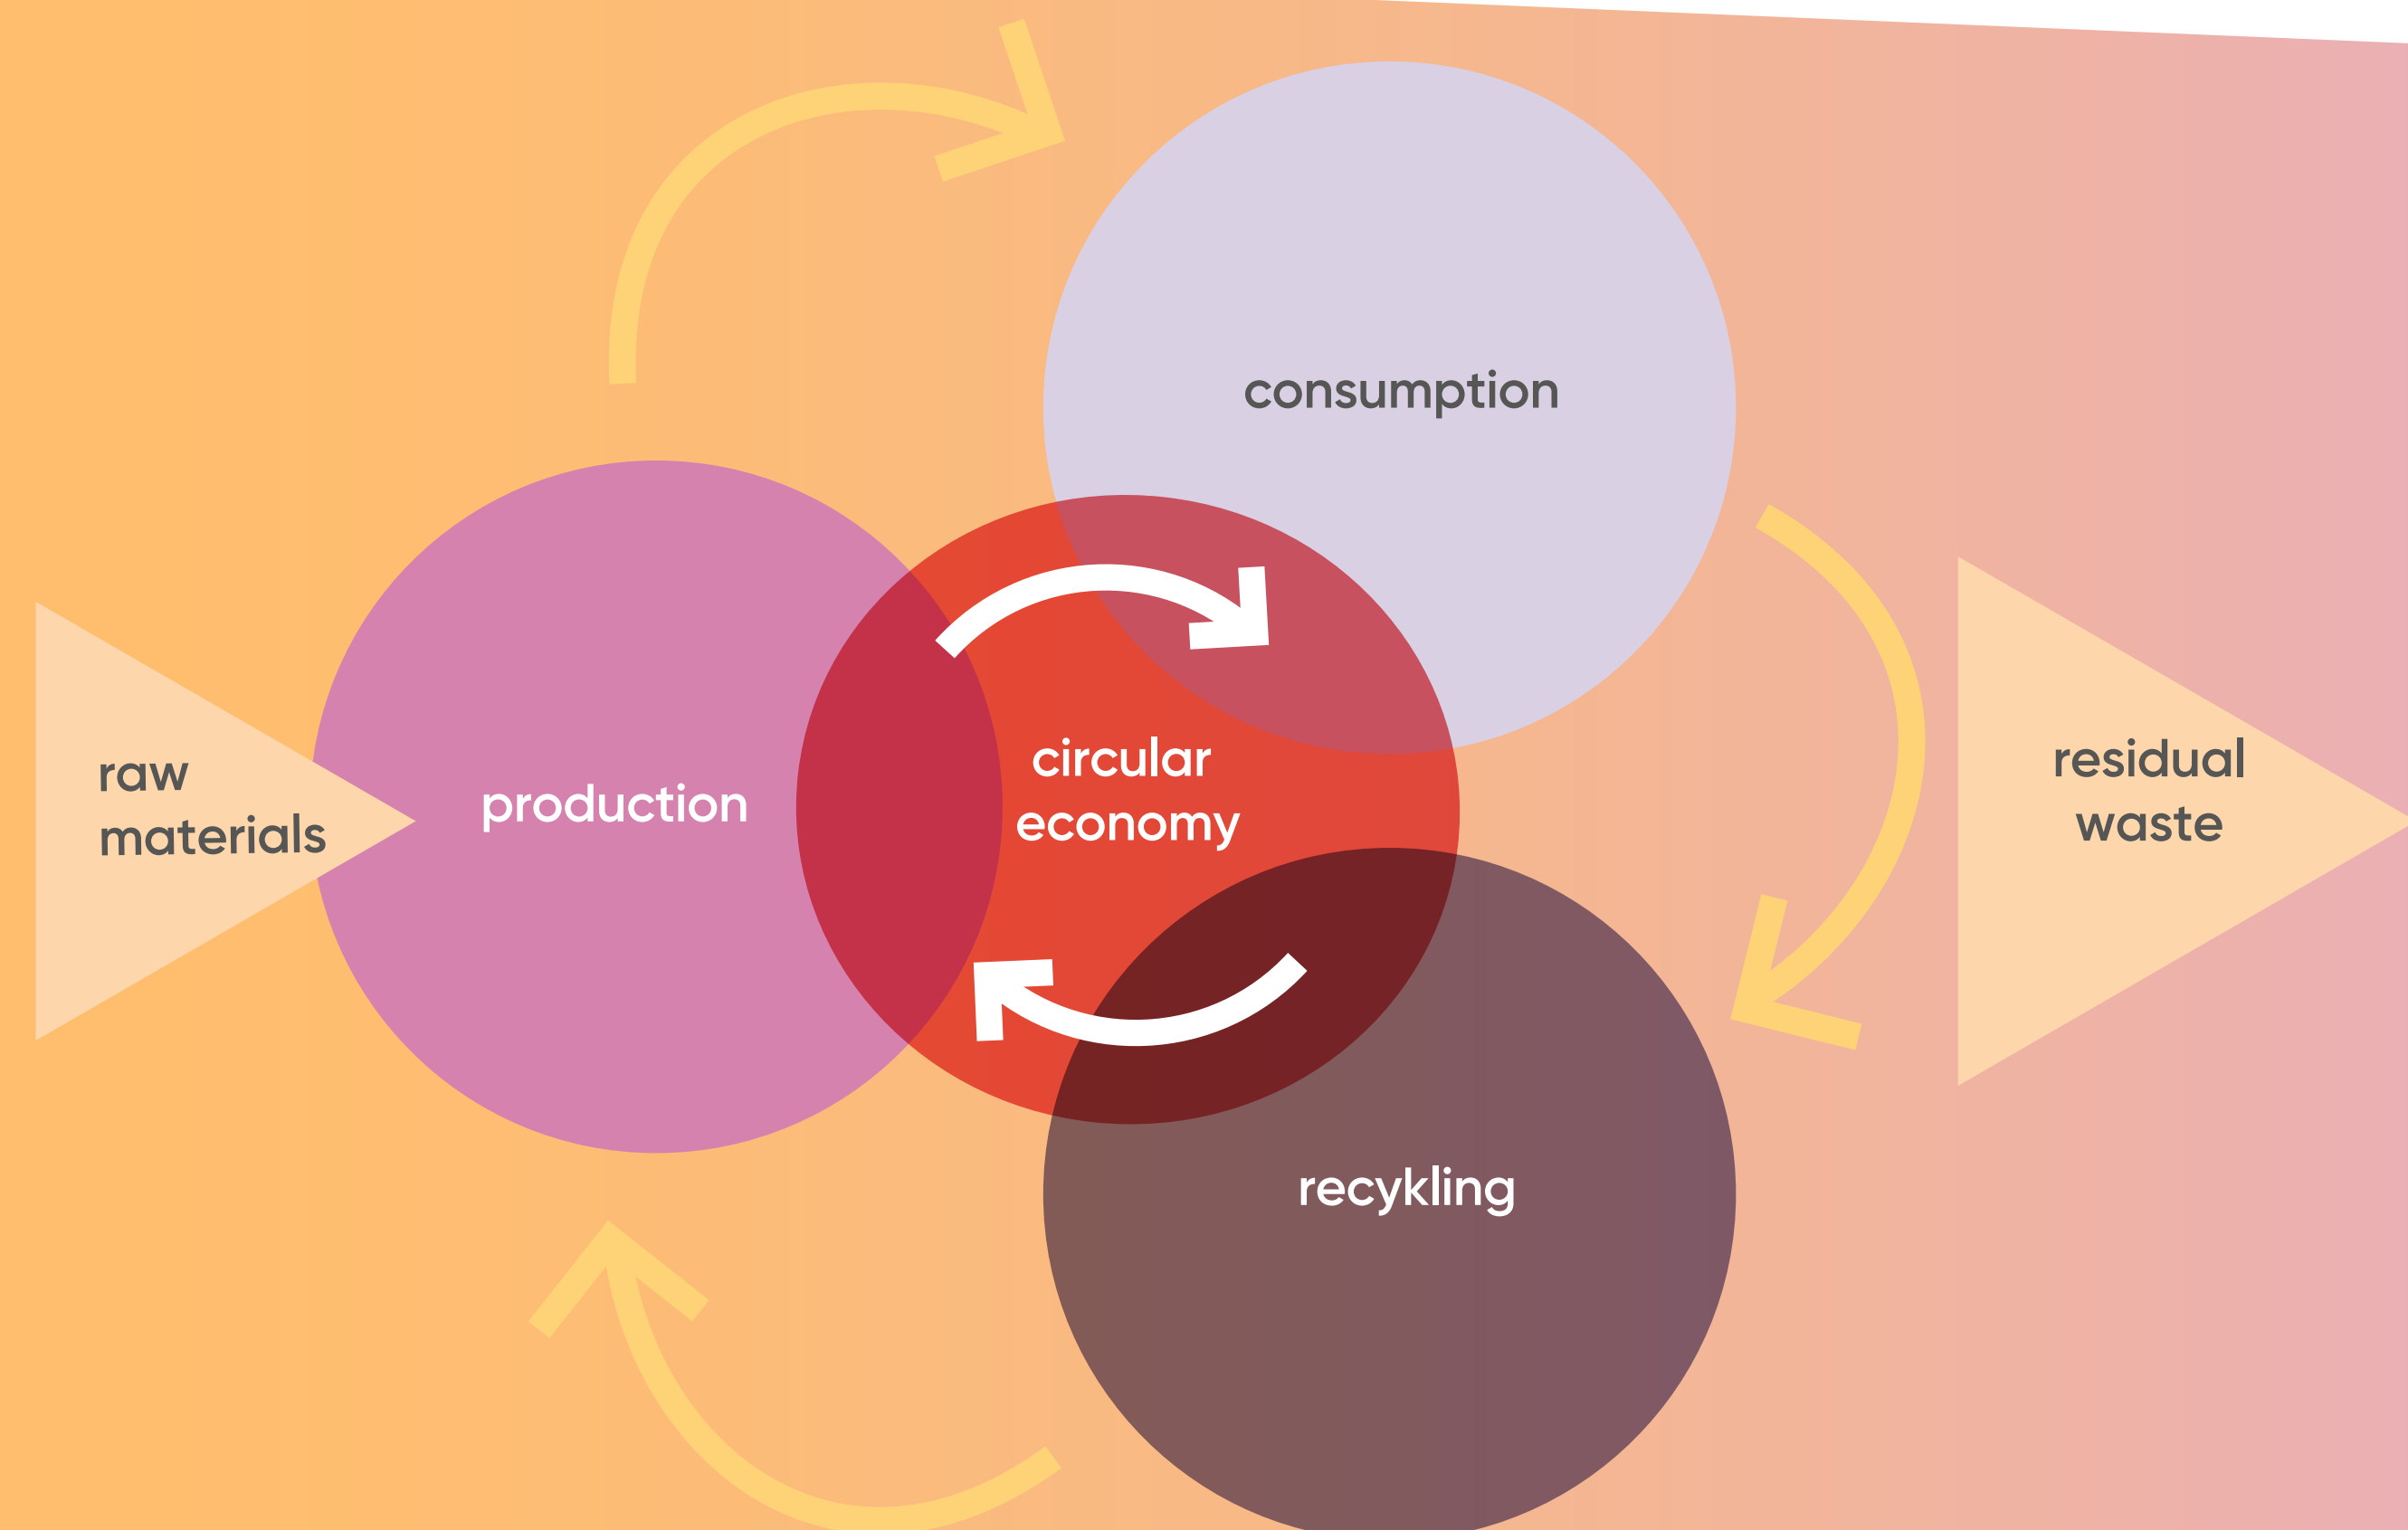 consumption
raw
materials
production
circular
economy
residual
waste
recykling